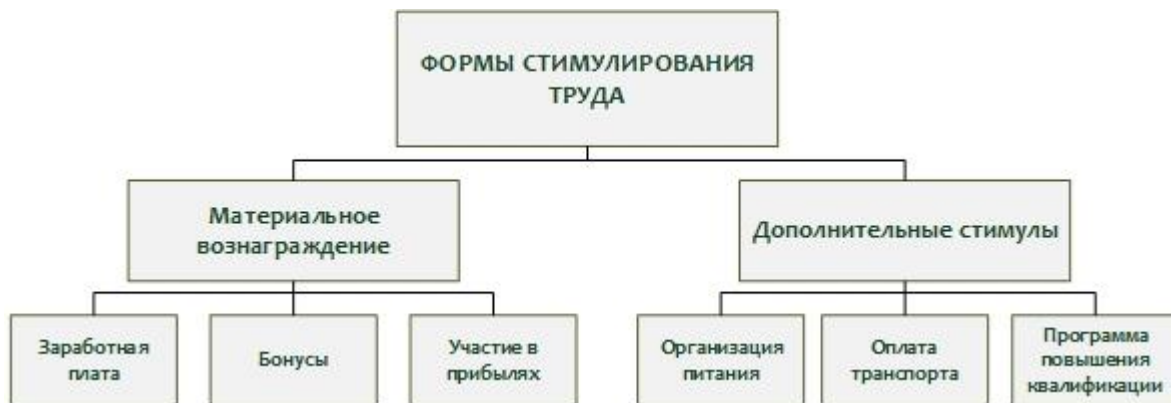 ФОРМЫ СТИМУЛИРОВАНИЯ
ТРУДА
Материальное
вознаграждение
Дополнительные стимулы
Заработная
плата
Бонусы
Участие в
прибылях
Организация
питания
Оплата
транспорта
Программа
повышения
квалификации